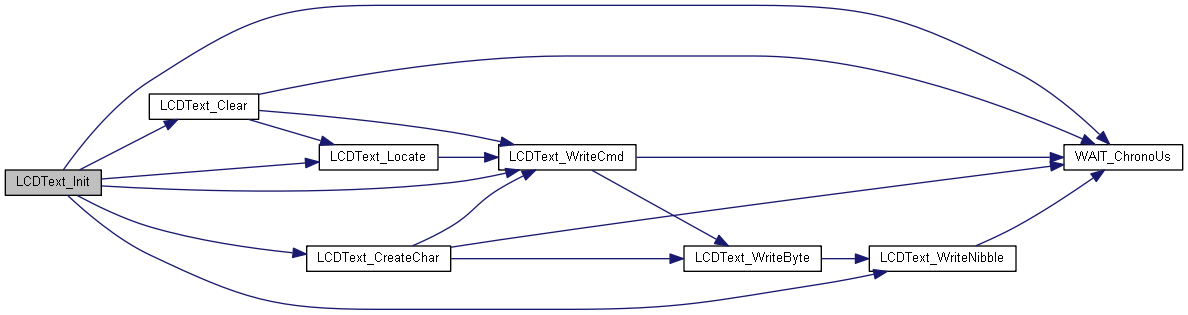 LCDText_Init
LCDText_Clear
LCDText_Locate
LCDText_WriteCmd
WAIT_ChronoUs
LCDText_CreateChar
LCDText_WriteByte
LCDText_WriteNibble